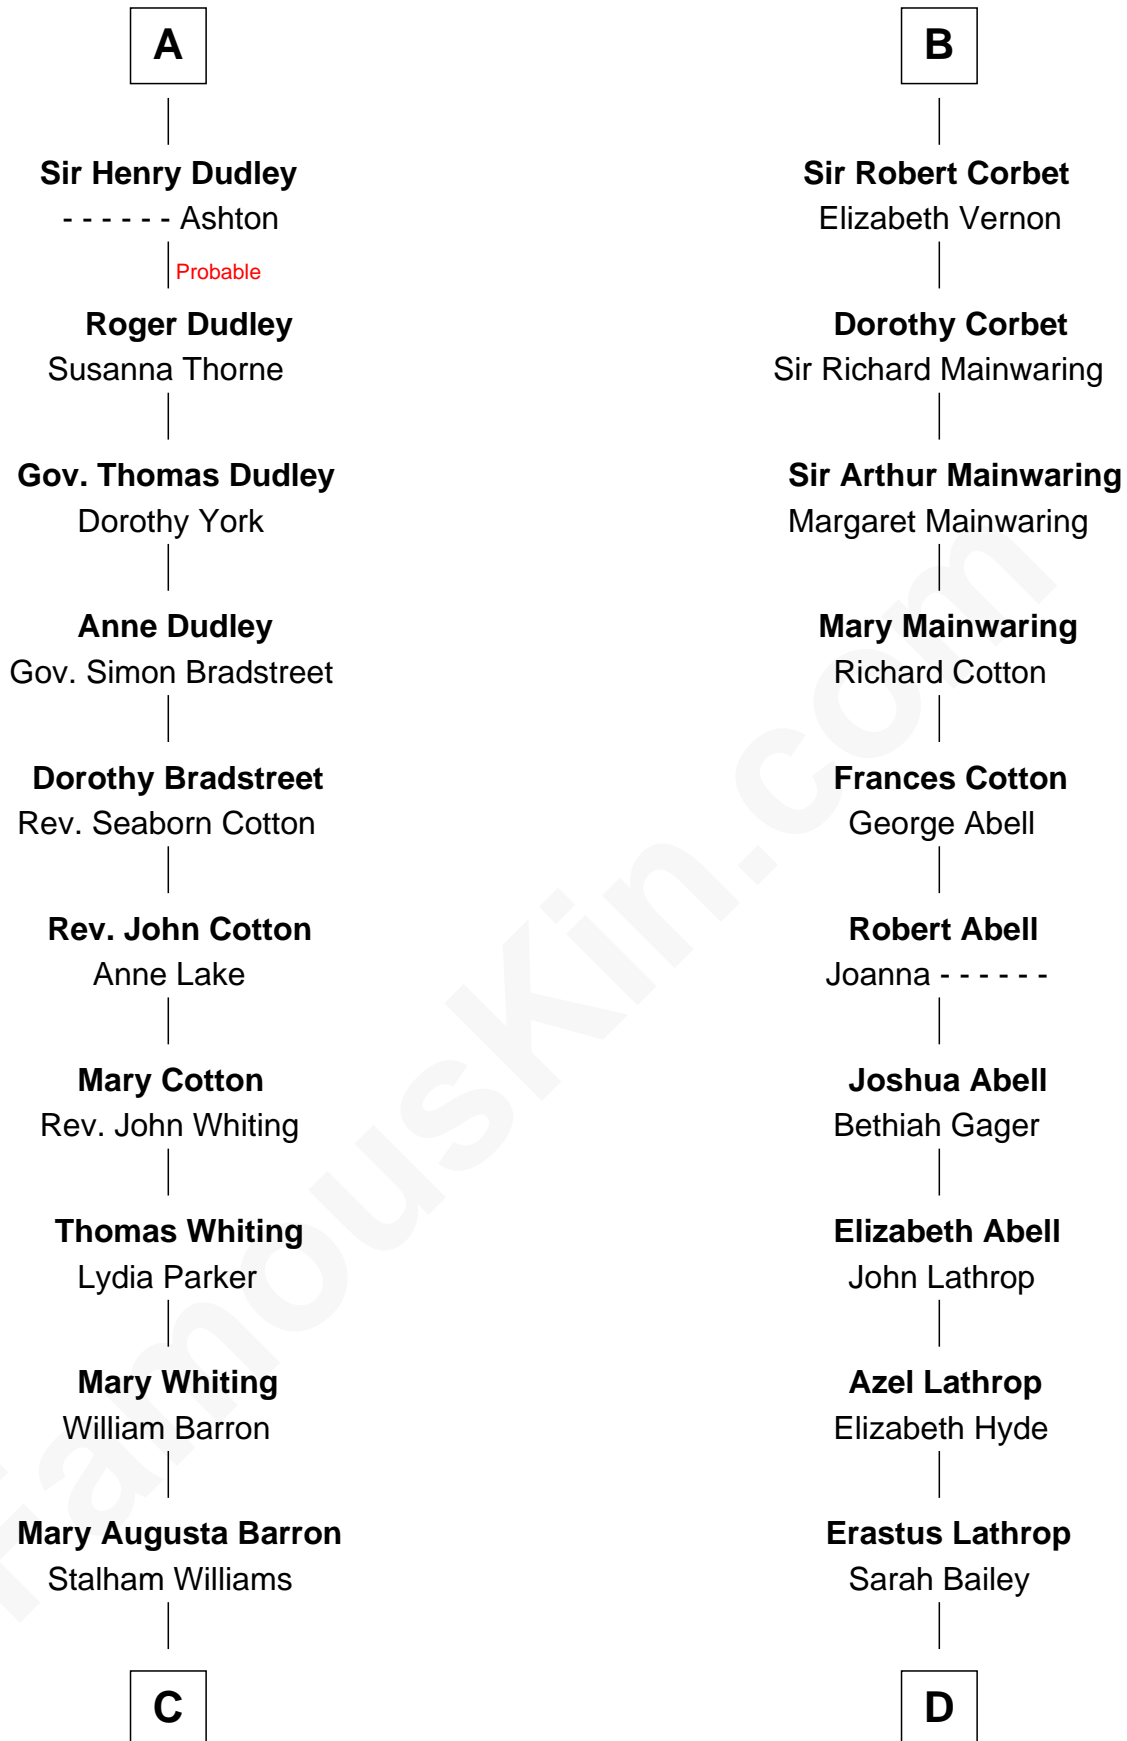 A
Sir Henry Dudley
- - - - - - Ashton
Probable
Roger Dudley
Susanna Thorne
Gov. Thomas Dudley
Dorothy York
Anne Dudley
Gov. Simon Bradstreet
Dorothy Bradstreet
Rev. Seaborn Cotton
Rev. John Cotton
Anne Lake
Mary Cotton
Rev. John Whiting
Thomas Whiting
Lydia Parker
Mary Whiting
William Barron
Mary Augusta Barron
Stalham Williams
C
B
Sir Robert Corbet
Elizabeth Vernon
Dorothy Corbet
Sir Richard Mainwaring
Sir Arthur Mainwaring
Margaret Mainwaring
Mary Mainwaring
Richard Cotton
Frances Cotton
George Abell
Robert Abell
Joanna - - - - - -
Joshua Abell
Bethiah Gager
Elizabeth Abell
John Lathrop
Azel Lathrop
Elizabeth Hyde
Erastus Lathrop
Sarah Bailey
D
FamousKin.com